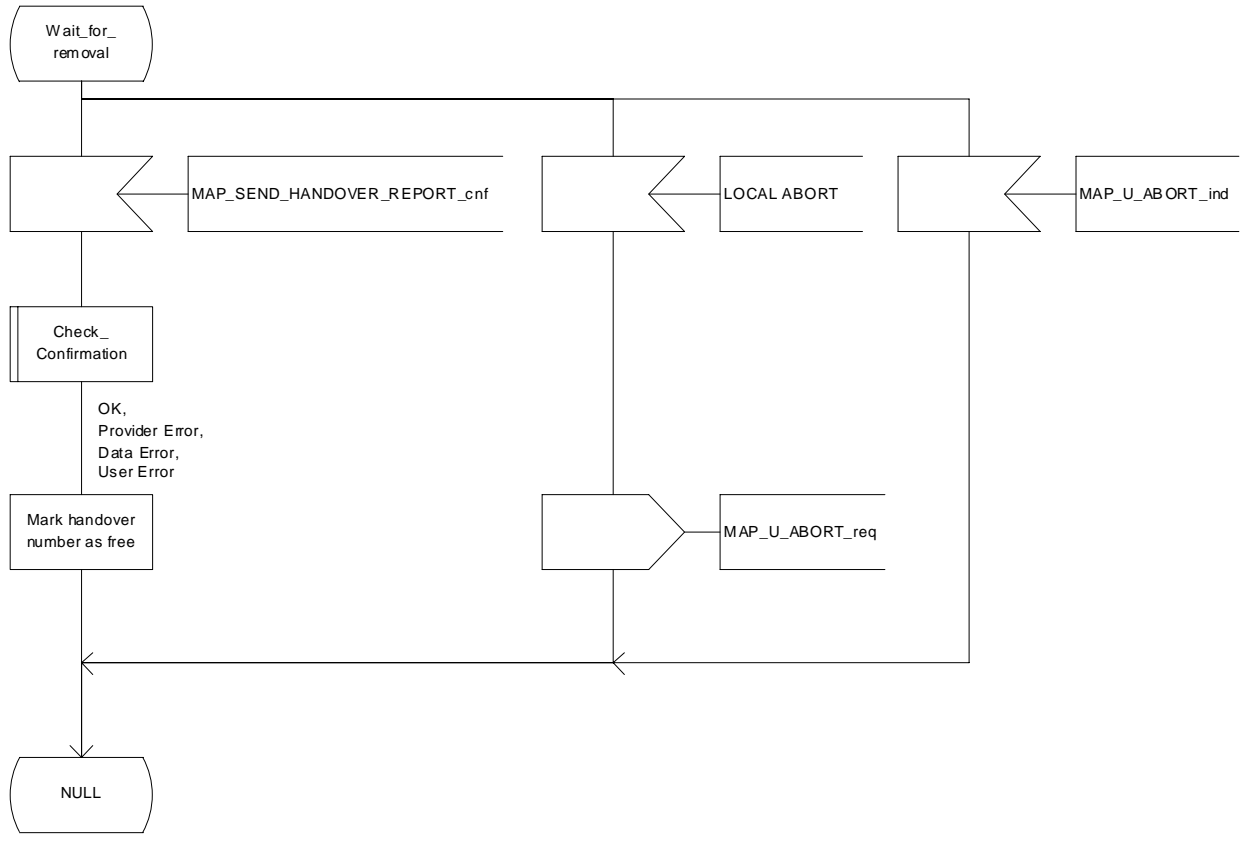 Wait_for_
removal
MAP_SEND_HANDOVER_REPORT_cnf
LOCAL ABORT
MAP_U_ABORT_ind
Check_
Confirmation
OK,
Provider Error,
Data Error,
User Error
Mark handover
number as free
MAP_U_ABORT_req
NULL